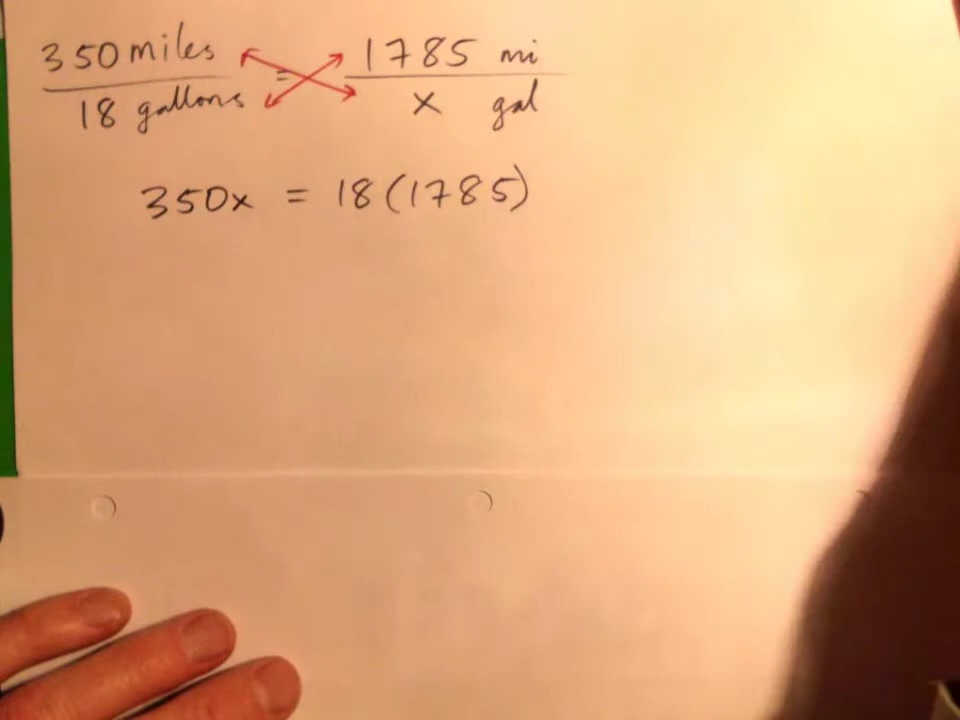 350 miles = 1785 mi
18 gallons x gal
350x = 18(1785)